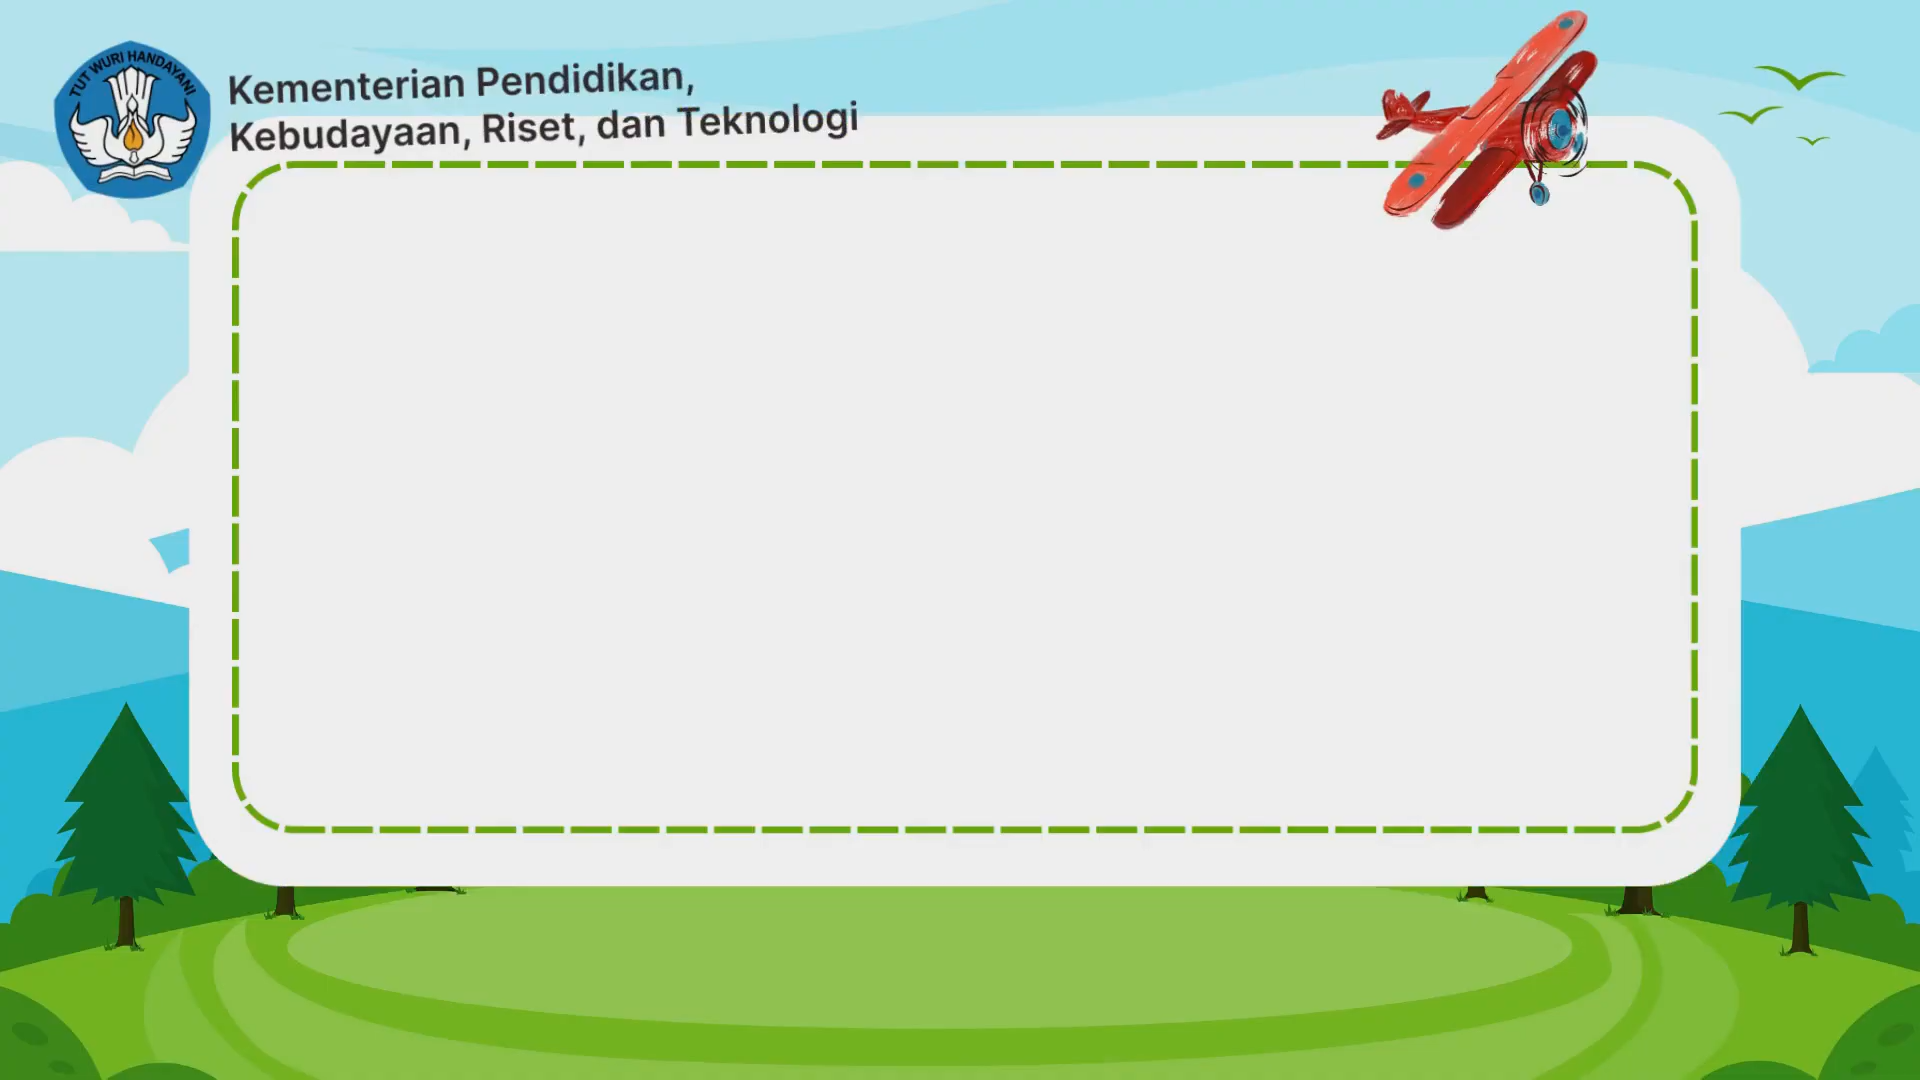 TUT WURI HANDAYANI
Kementerian Pendidikan,
Kebudayaan, Riset, dan Teknologi